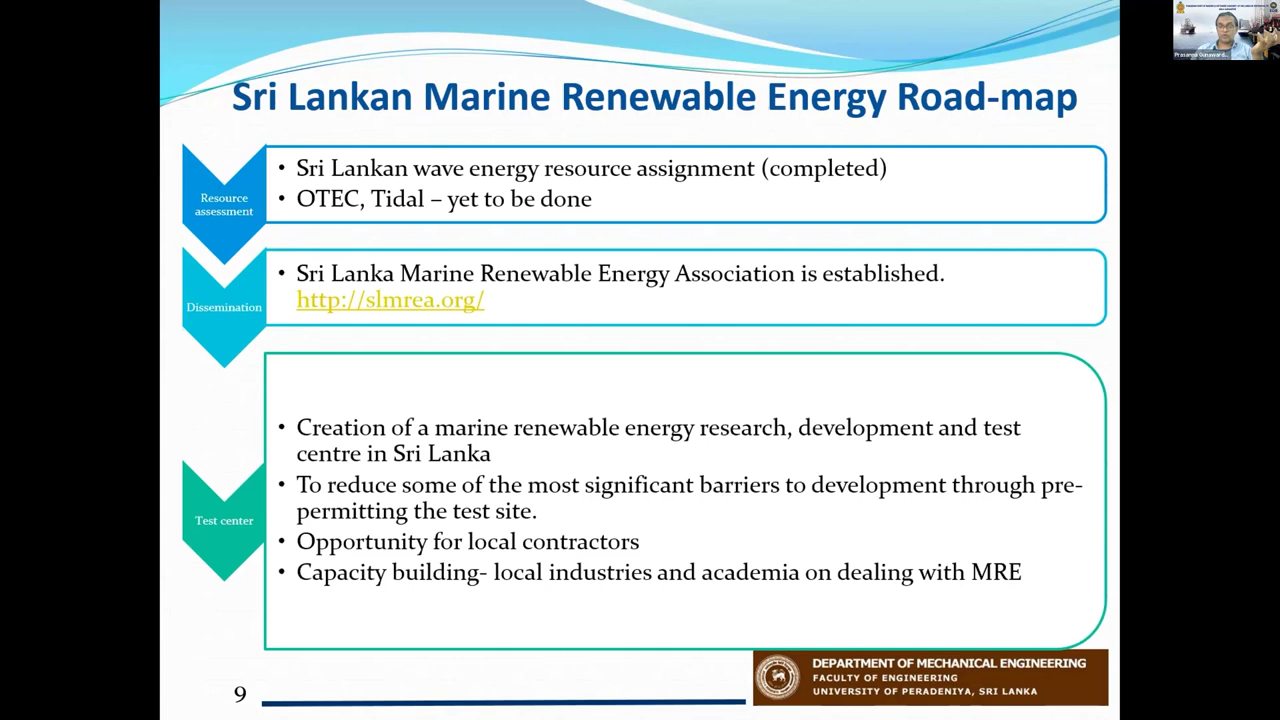 Sri Lankan Marine Renewable Energy Road-map
Resource
assessment
• Sri Lankan wave energy resource assignment (completed)
• OTEC, Tidal – yet to be done
Dissemination
• Sri Lanka Marine Renewable Energy Association is established.
http://slmrea.org/
Test center
• Creation of a marine renewable energy research, development and test
centre in Sri Lanka
• To reduce some of the most significant barriers to development through pre-
permitting the test site.
• Opportunity for local contractors
• Capacity building- local industries and academia on dealing with MRE
9
DEPARTMENT OF MECHANICAL ENGINEERING
FACULTY OF ENGINEERING
UNIVERSITY OF PERADENIYA, SRI LANKA